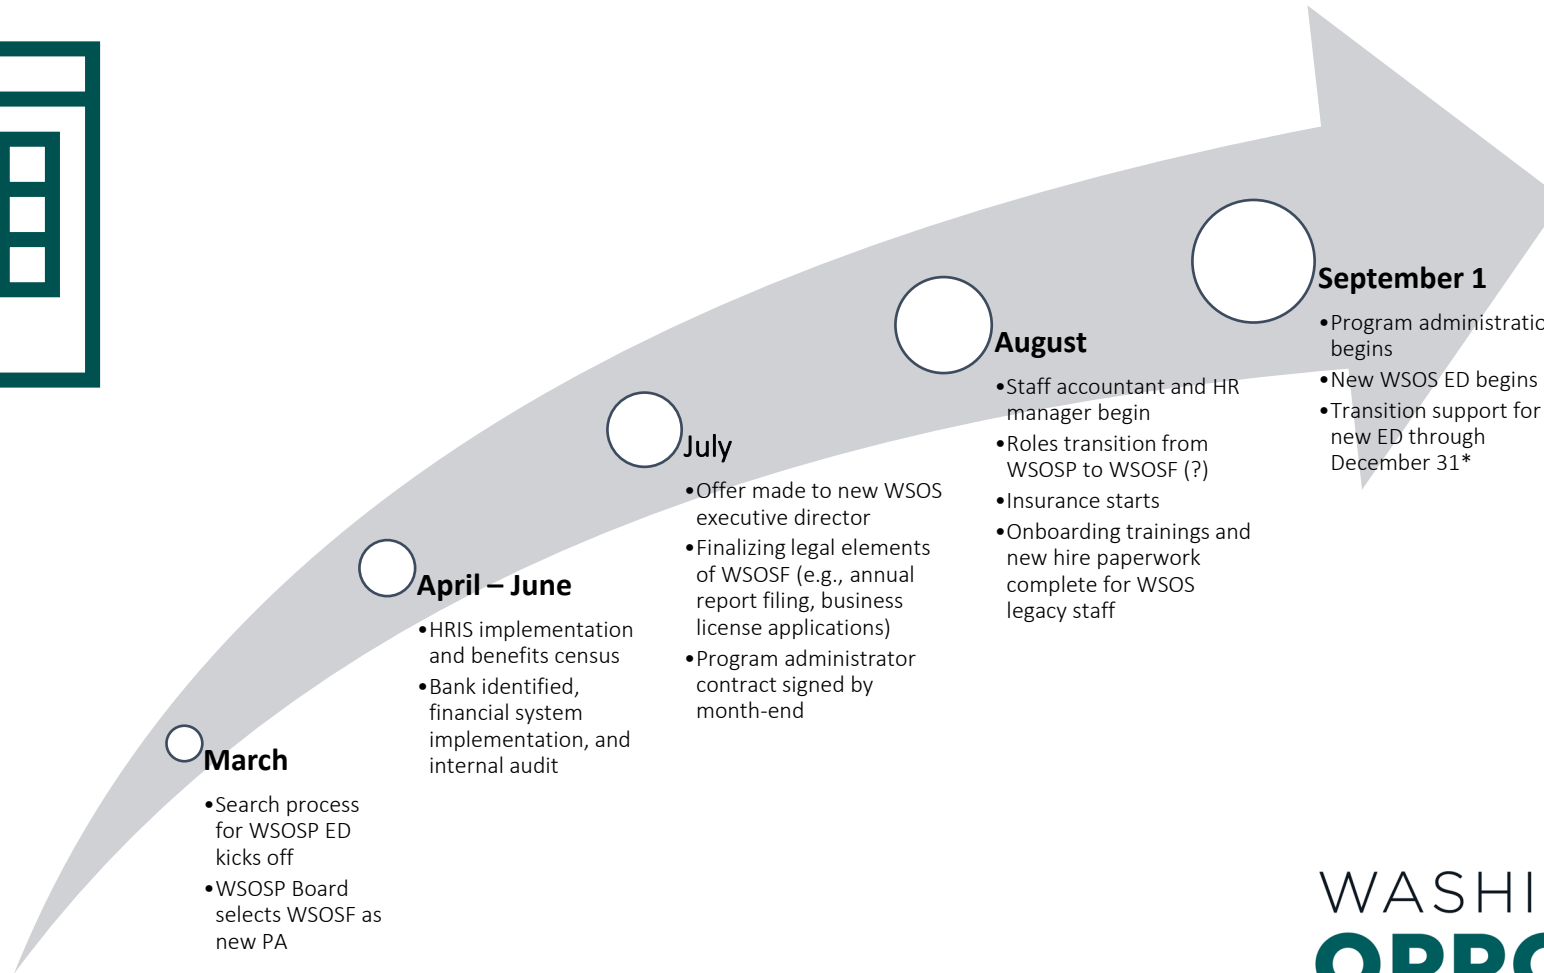 March
•Search process
for WSOSP ED
kicks off
•WSOSP Board
selects WSOSF as
new PA
April – June
•HRIS implementation
and benefits census
•Bank identified,
financial system
implementation, and
internal audit
July
•Offer made to new WSOS
executive director
•Finalizing legal elements
of WSOSF (e.g., annual
report filing, business
license applications)
•Program administrator
contract signed by
month-end
August
•Staff accountant and HR
manager begin
•Roles transition from
WSOSP to WSOSF (?)
•Insurance starts
•Onboarding trainings and
new hire paperwork
complete for WSOS
legacy staff
September 1
•Program administratio
begins
•New WSOS ED begins
•Transition support for
new ED through
December 31*
WASHI
OPPO